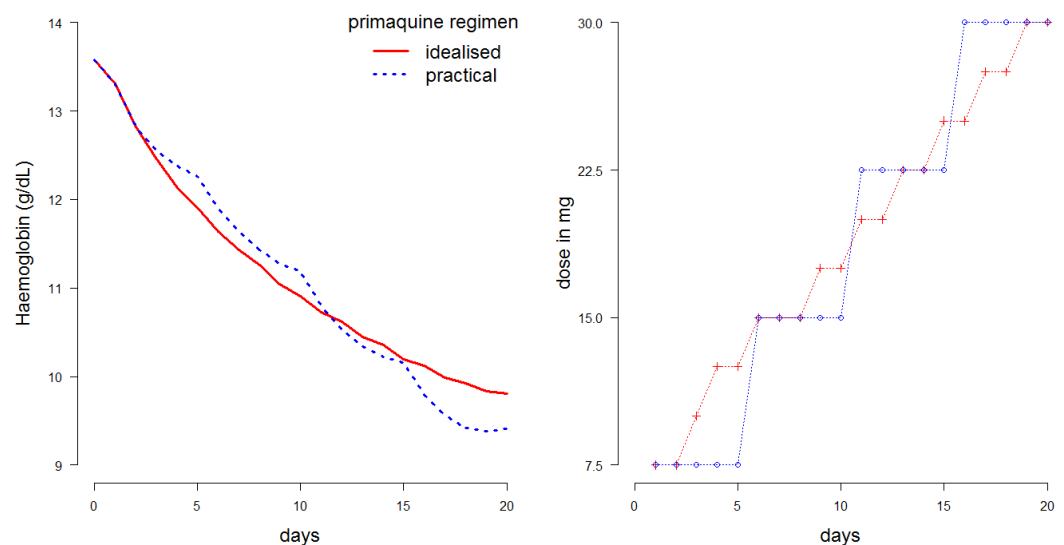 primaquine regimen
idealised
practical
Haemoglobin (g/dL)
14
13
12
11
10
9
0 5 10 15 20
days
dose in mg
30.0
22.5
15.0
7.5
0 5 10 15 20
days